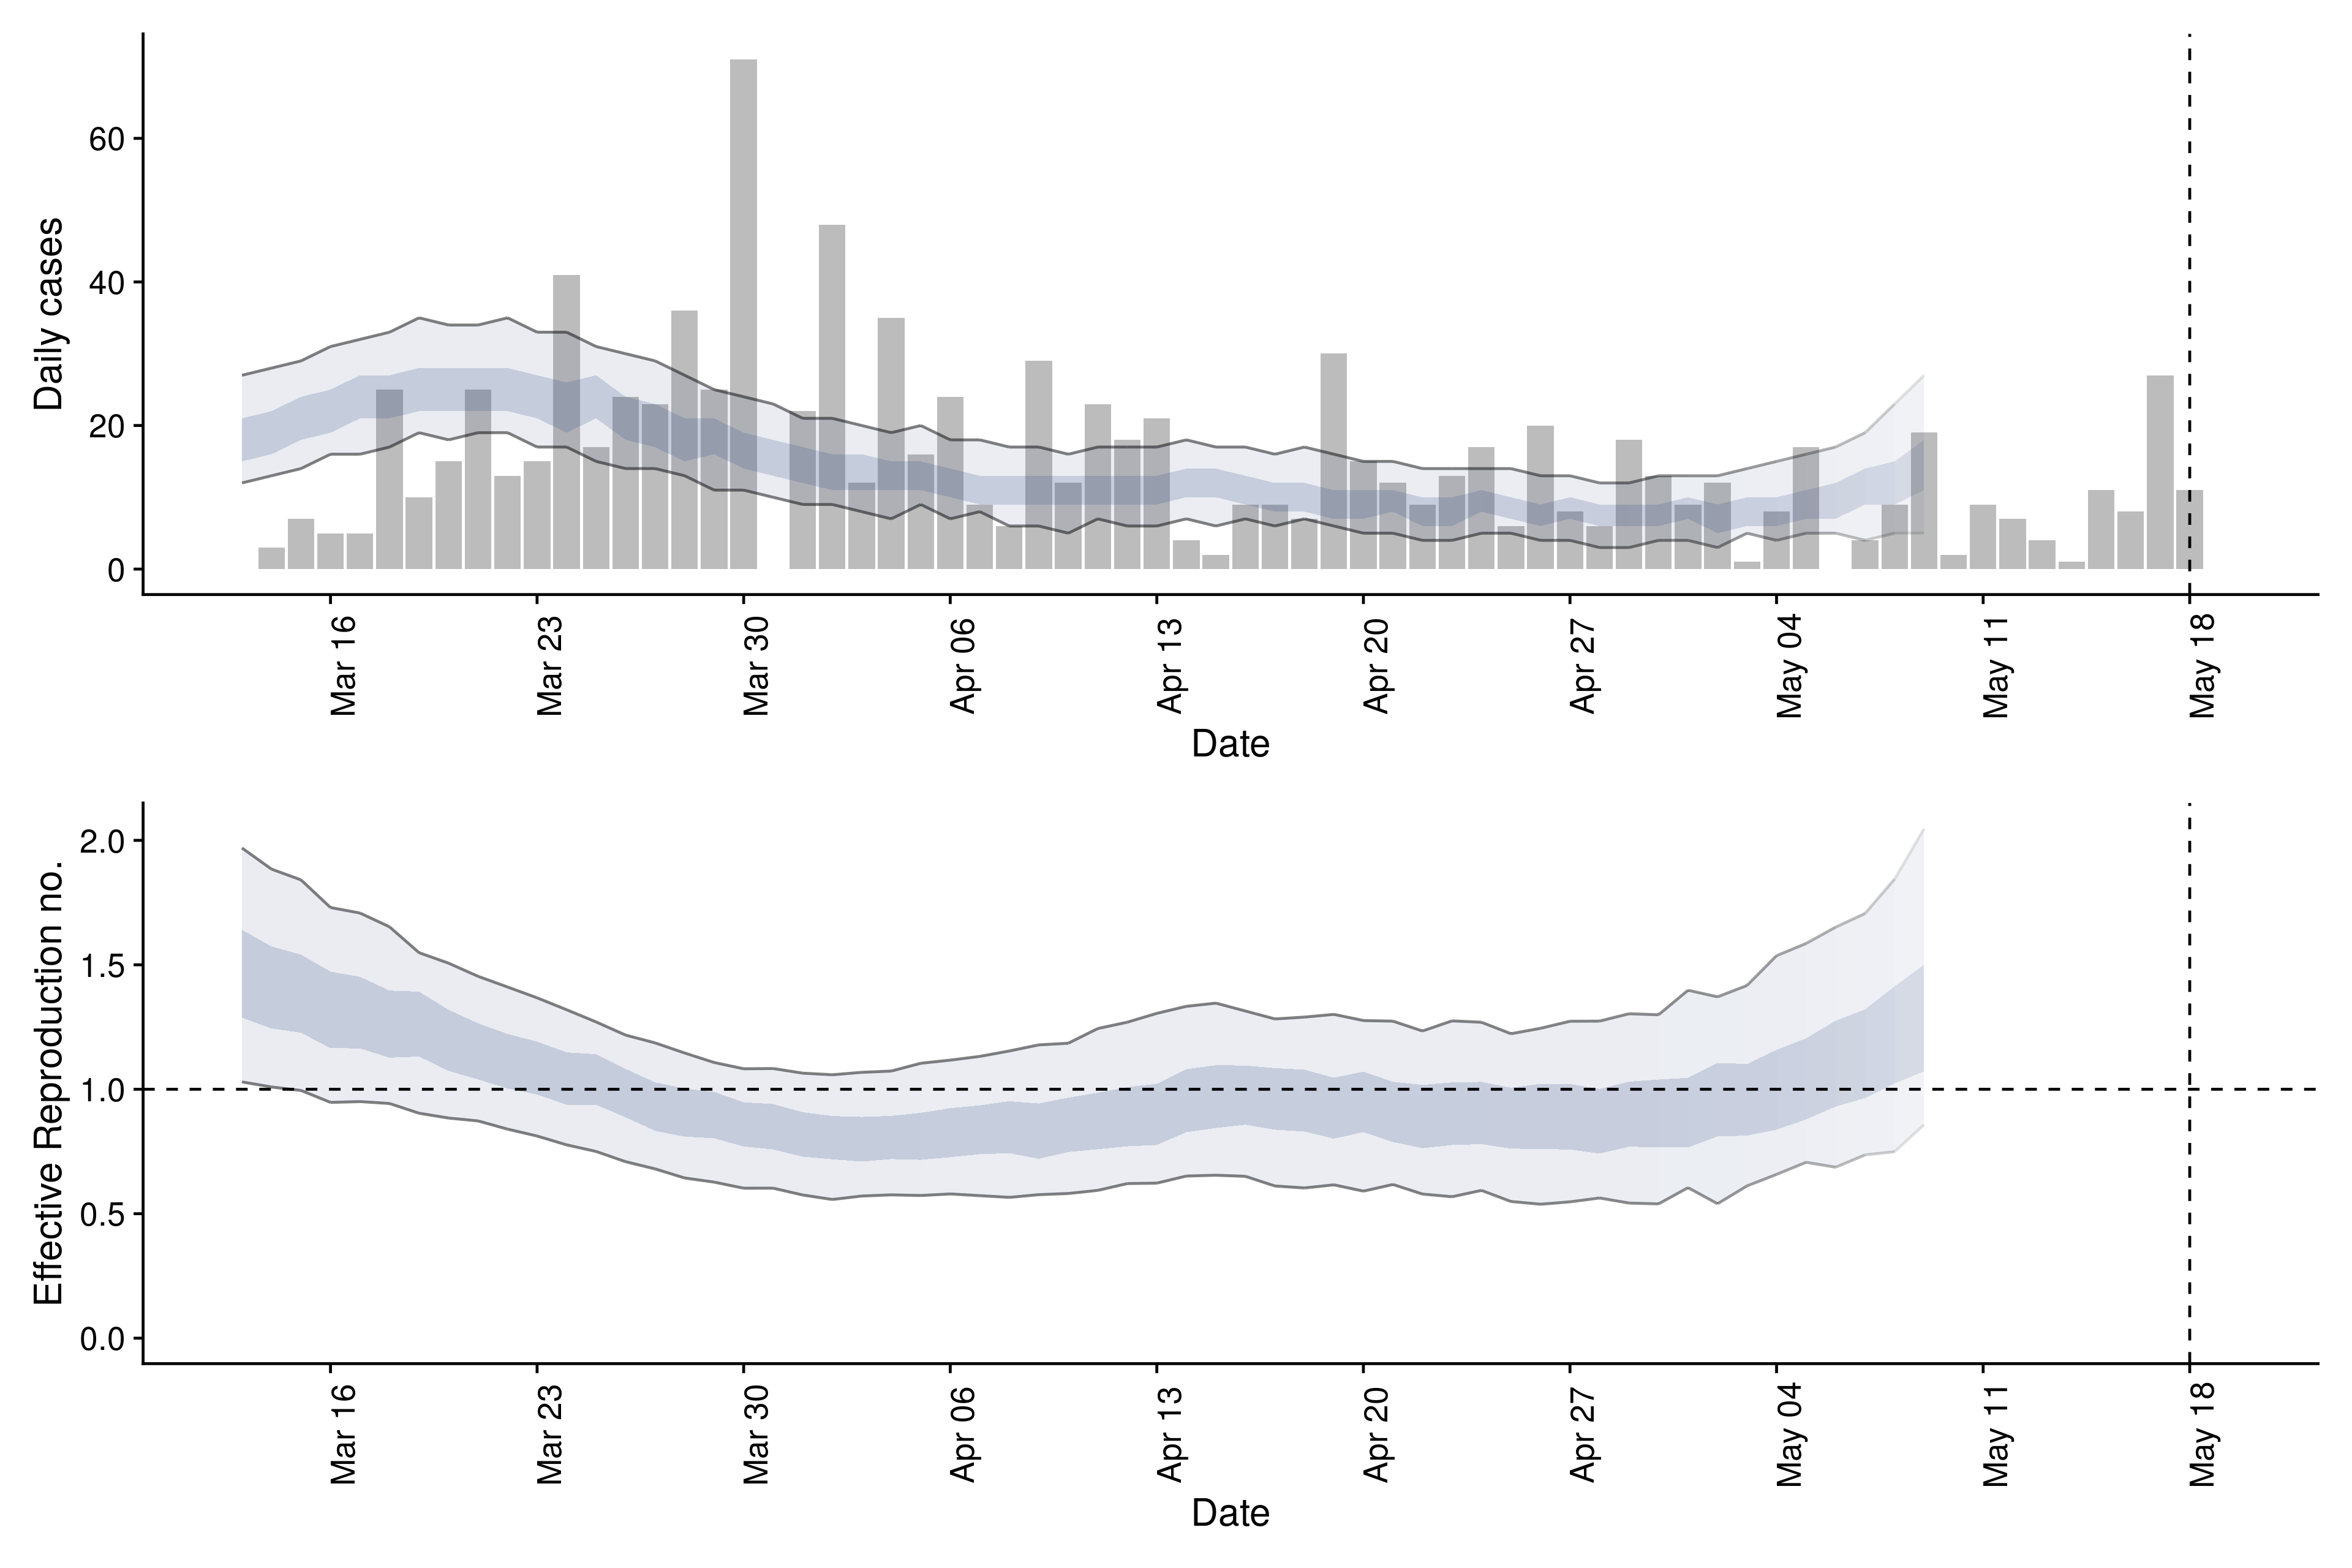 Daily cases
60
40
20
0
Mar 16
Mar 23
Mar 30
Apr 06
Apr 13
Apr 20
Apr 27
May 04
May 11
May 18
Date
Effective Reproduction no.
2.0
1.5
1.0
0.5
0.0
Mar 16
Mar 23
Mar 30
Apr 06
Apr 13
Apr 20
Apr 27
May 04
May 11
May 18
Date